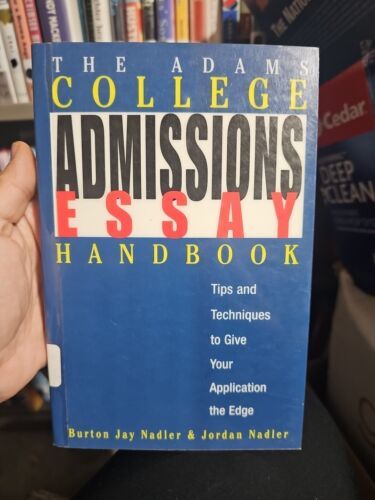 THE ADAMS
COLLEGE
ADMISSIONS
ESSAY
HANDBOOK
Tips and
Techniques
to Give
Your
Application
the Edge
Burton Jay Nadler & Jordan Nadler
Cedar
DEEP
CLEAN